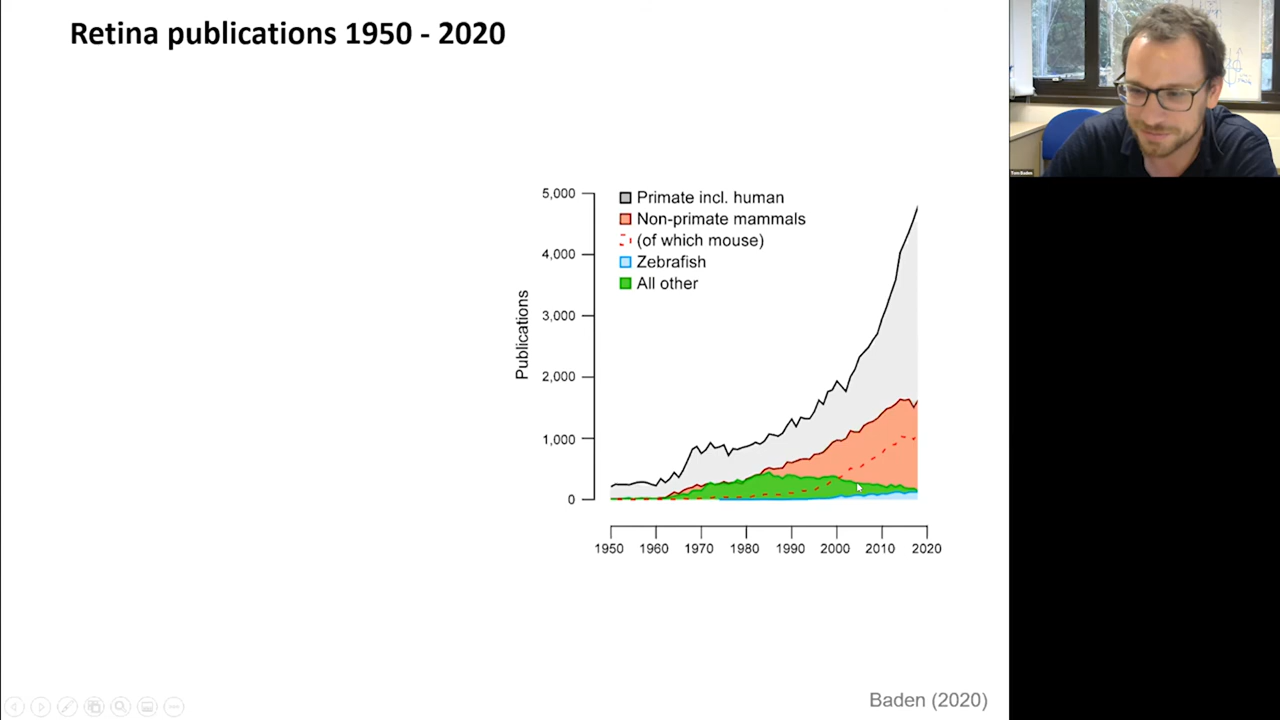 Retina publications 1950 - 2020
Tom Baden
5,000
4,000
3,000
2,000
1,000
0
Publications
Primate incl. human
Non-primate mammals
(of which mouse)
Zebrafish
All other
1950 1960 1970 1980 1990 2000 2010 2020
Baden (2020)